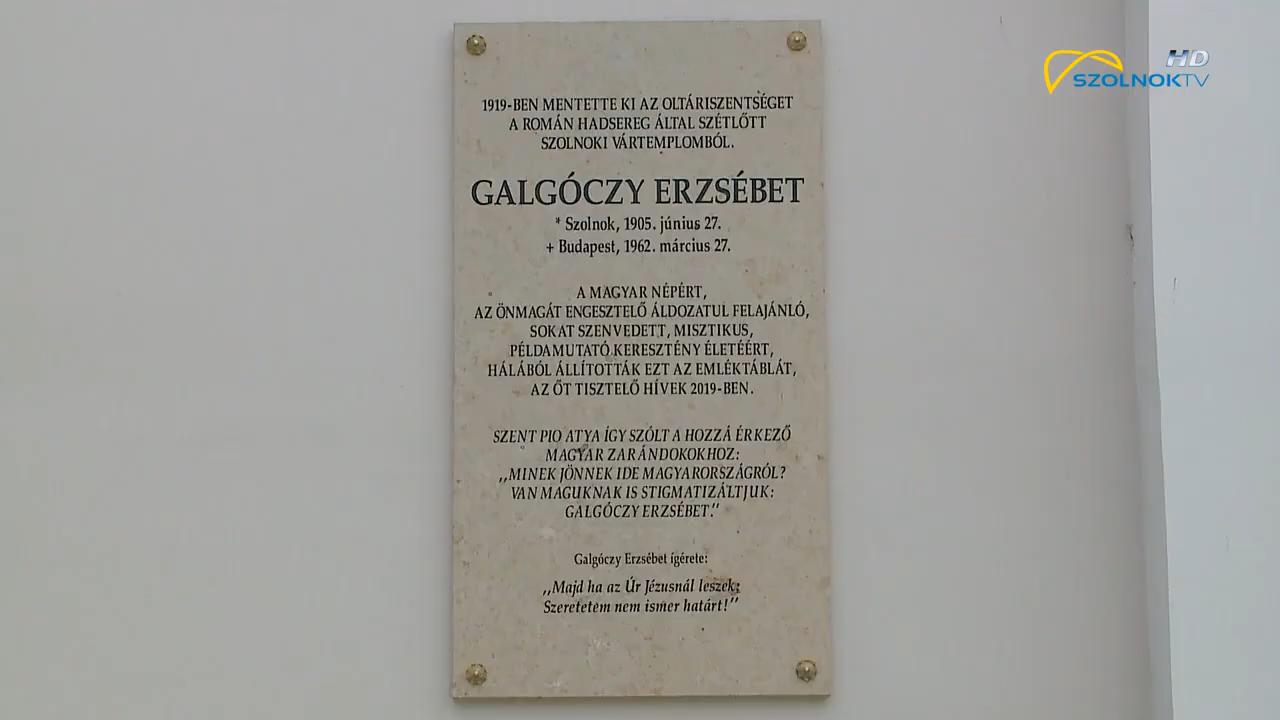 HD
SZOLNOKTV
1919-BEN MENTETTE KI AZ OLTÁRISZENTSÉGET
A ROMÁN HADSEREG ÁLTAL SZÉTLŐTT
SZOLNOKI VÁRTEMPLOMBÓL.
GALGÓCZY ERZSÉBET
* Szolnok, 1905. június 27.
+ Budapest, 1962. március 27.
A MAGYAR NÉPÉRT,
AZ ÖNMAGÁT ENGESZTELŐ ÁLDOZATUL FELAJÁNLÓ,
SOKAT SZENVEDETT, MISZTIKUS,
PÉLDAMUTATÓ KERESZTÉNY ÉLETÉÉRT,
HÁLÁBÓL ÁLLÍTOTTÁK EZT AZ EMLÉKTÁBLÁT,
AZ ŐT TISZTELŐ HÍVEK 2019-BEN.
SZENT PIO ATYA ÍGY SZÓLT A HOZZÁ ÉRKEZŐ
MAGYAR ZARÁNDOKOKHOZ:
„MINEK JÖNNEK IDE MAGYARORSZÁGRÓL?
VAN MAGUKNAK IS STIGMATIZÁLTJUK:
GALGÓCZY ERZSÉBET."
Galgóczy Erzsébet ígérete:
„Majd ha az Úr Jézusnál leszek;
Szeretetem nem ismer határt!"